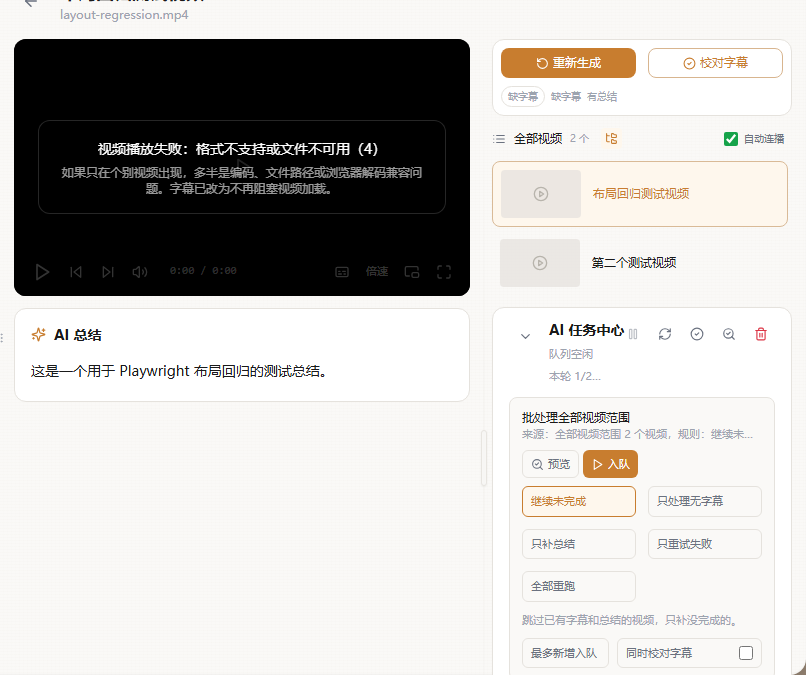 layout-regression.mp4
视频播放失败：格式不支持或文件不可用（4）
如果只在个别视频出现，多半是编码、文件路径或浏览器解码兼容问
题。字幕已改为不再阻塞视频加载。
0:00 / 0:00
倍速
AI 总结
这是一个用于 Playwright 布局回归的测试总结。
重新生成
校对字幕
缺字幕 缺字幕 有总结
全部视频 2 个
自动连播
布局回归测试视频
第二个测试视频
AI 任务中心
队列空闲
本轮 1/2...
批处理全部视频范围
来源：全部视频范围 2 个视频，规则：继续未...
预览
入队
继续未完成
只处理无字幕
只补总结
只重试失败
全部重跑
跳过已有字幕和总结的视频，只补没完成的。
最多新增入队
同时校对字幕